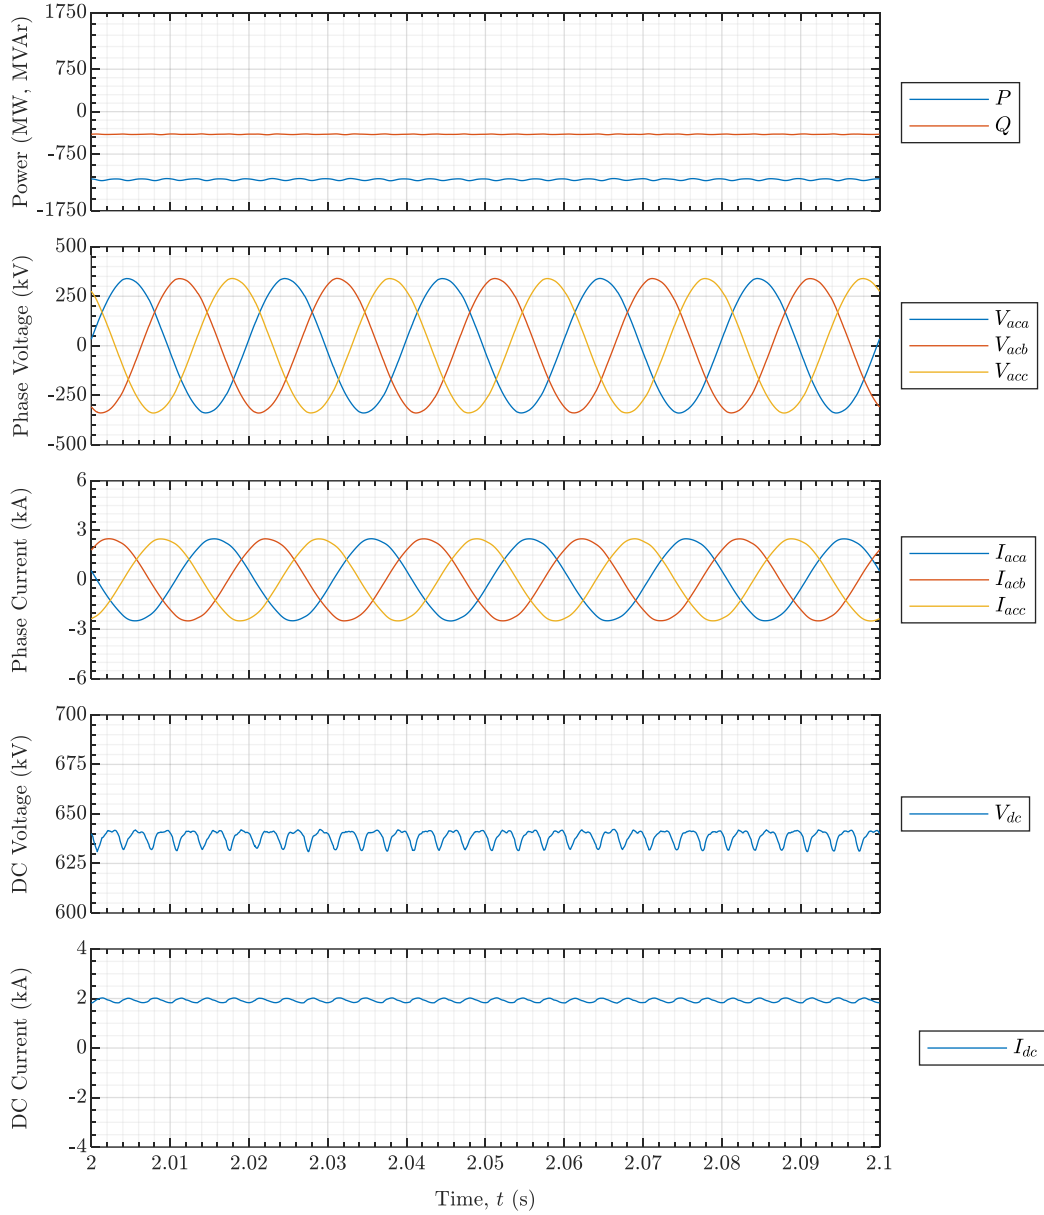 Power (MW, MVAr)
1750
750
0
-750
-1750
P
Q
Phase Voltage (kV)
500
250
0
-250
-500
V_aca
V_acb
V_acc
Phase Current (kA)
6
3
0
-3
-6
I_aca
I_acb
I_acc
DC Voltage (kV)
700
675
650
625
600
V_dc
DC Current (kA)
4
2
0
-2
-4
I_dc
2 2.01 2.02 2.03 2.04 2.05 2.06 2.07 2.08 2.09 2.1
Time, t (s)